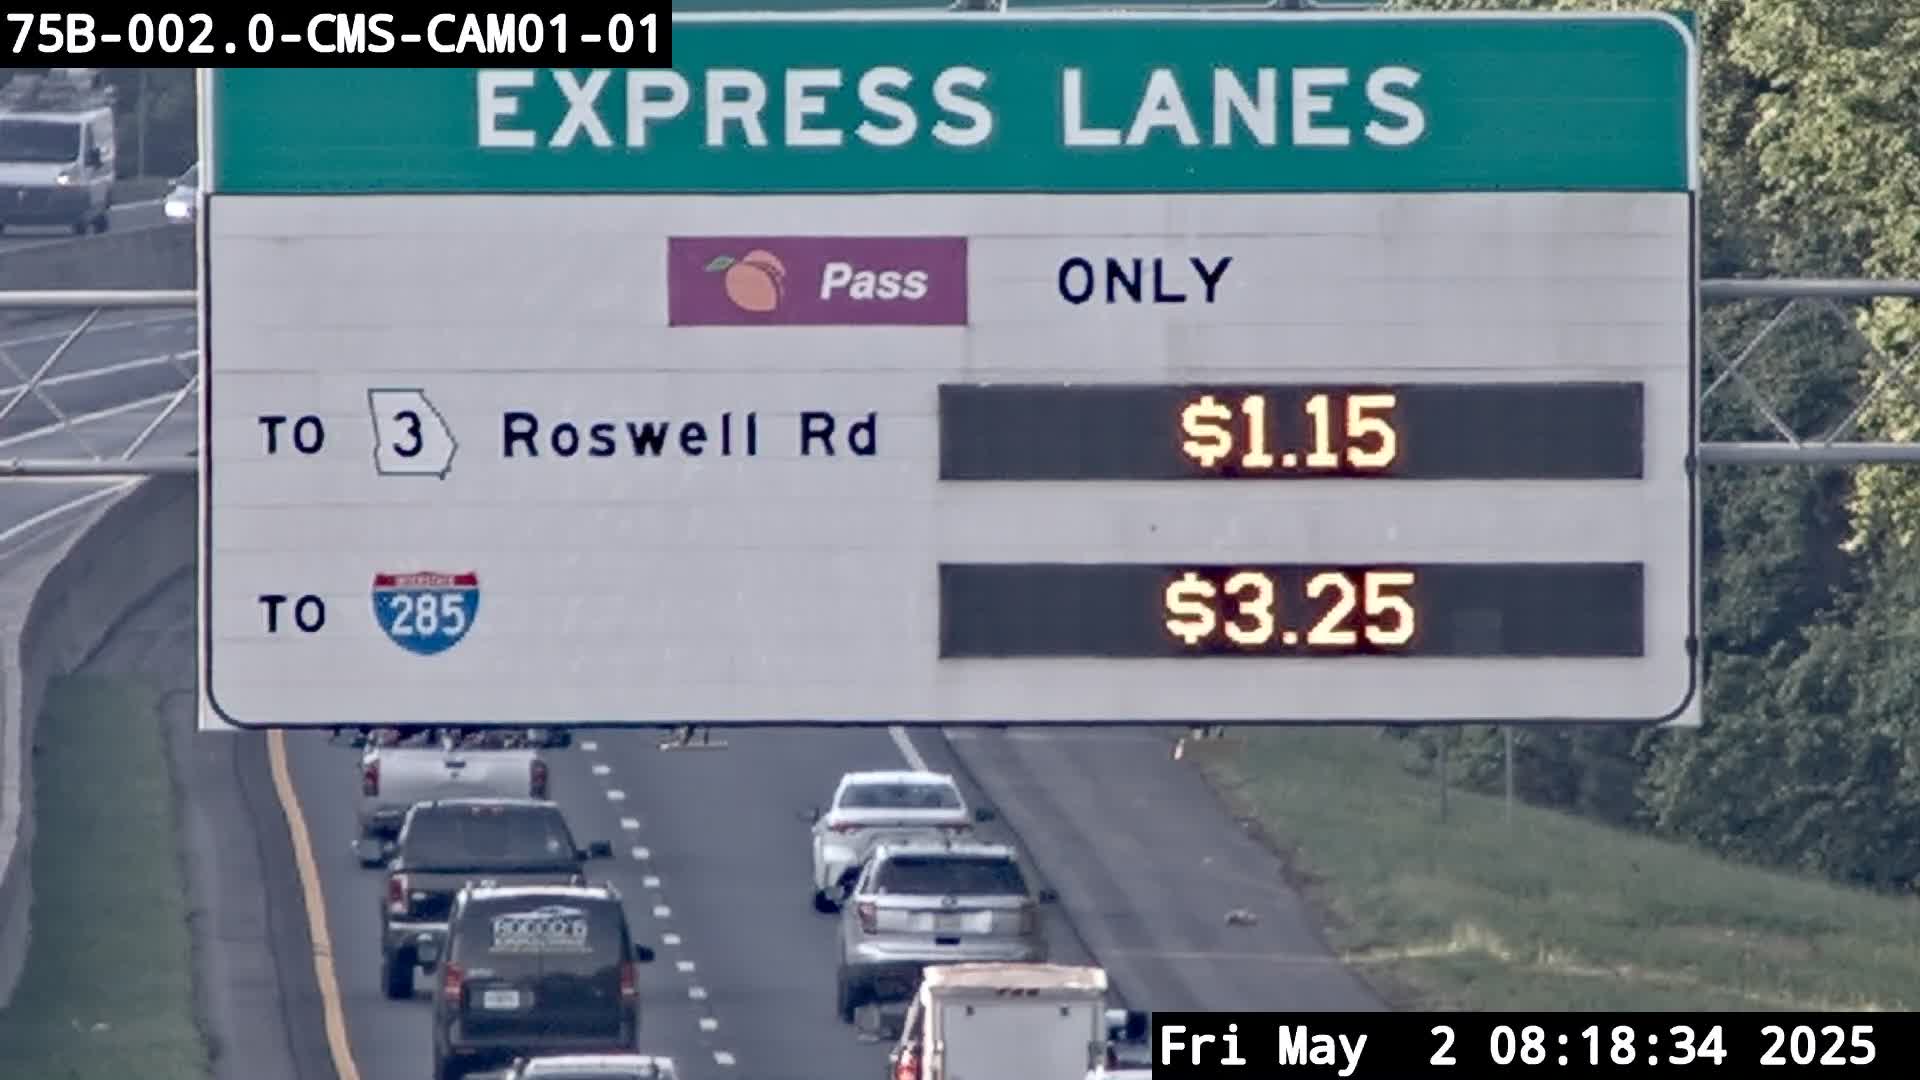 75B-002.0-CMS-CAM01-01
EXPRESS LANES
Pass ONLY
TO 3 Roswell Rd $1.15
INTERSTATE
TO 285 $3.25
Fri May 2 08:18:34 2025